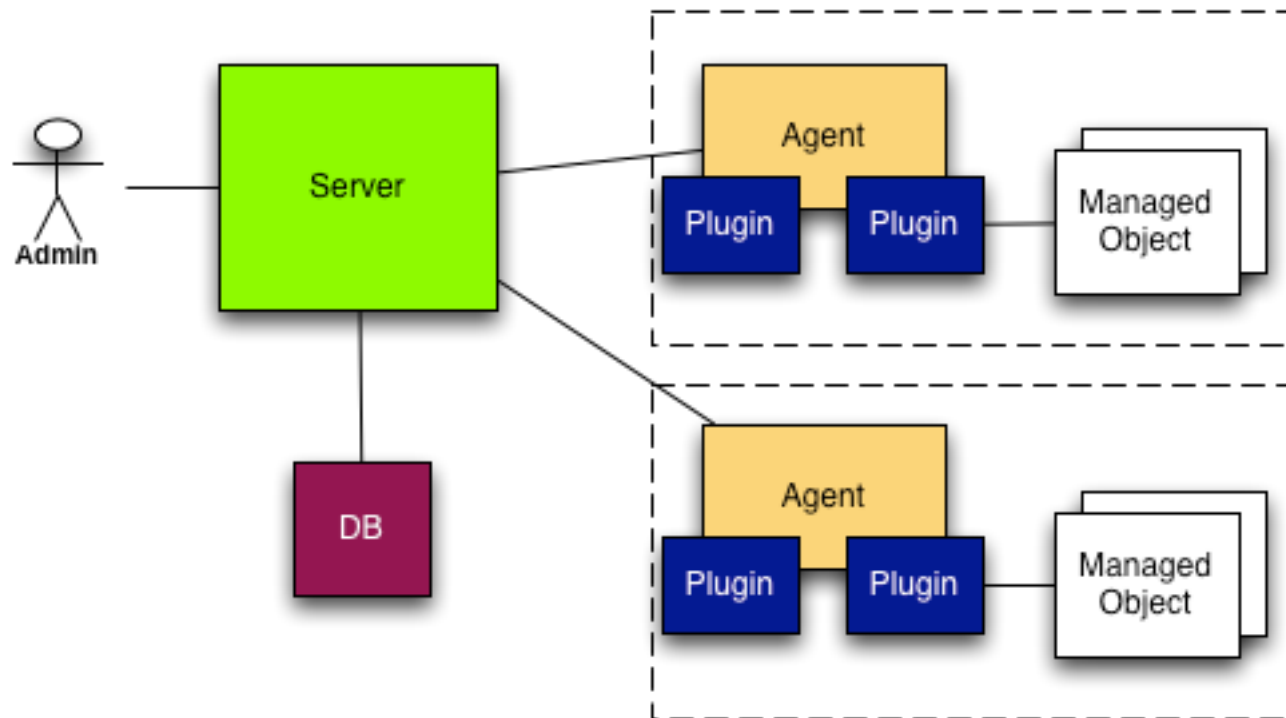 Admin
Server
DB
Agent
Plugin
Plugin
Managed
Object
Agent
Plugin
Plugin
Managed
Object